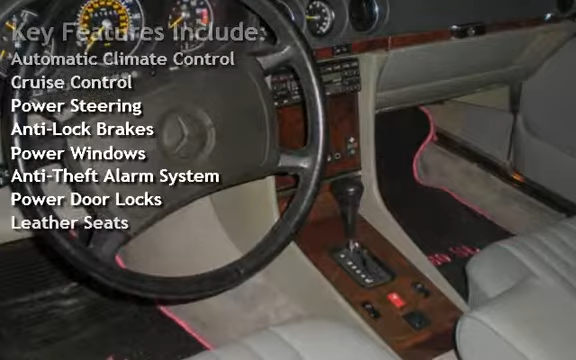 Key Features Include:
Automatic Climate Control
Cruise Control
Power Steering
Anti-Lock Brakes
Power Windows
Anti-Theft Alarm System
Power Door Locks
Leather Seats